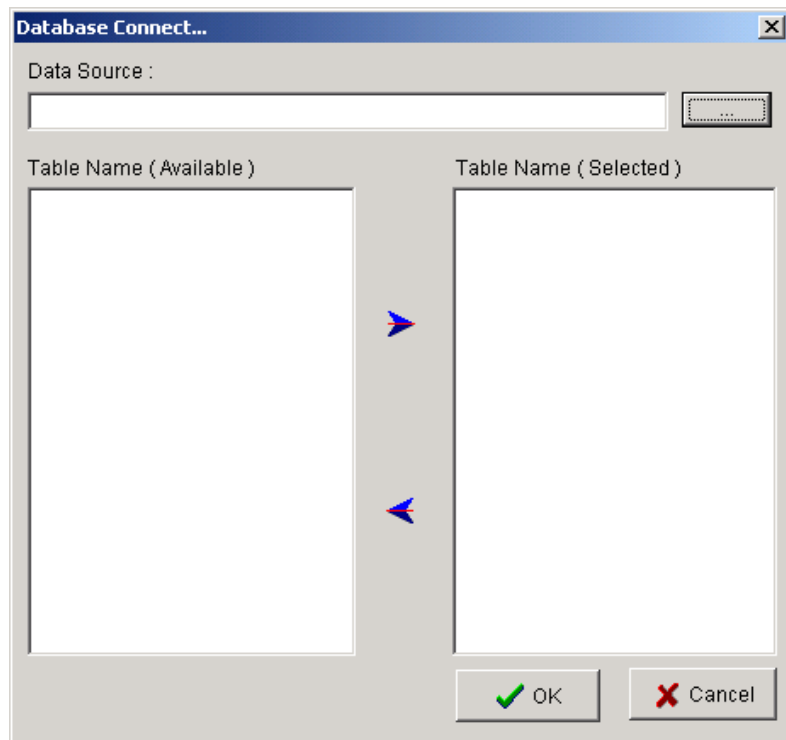 Database Connect...
Data Source :
...
Table Name ( Available )
Table Name ( Selected )
OK
Cancel